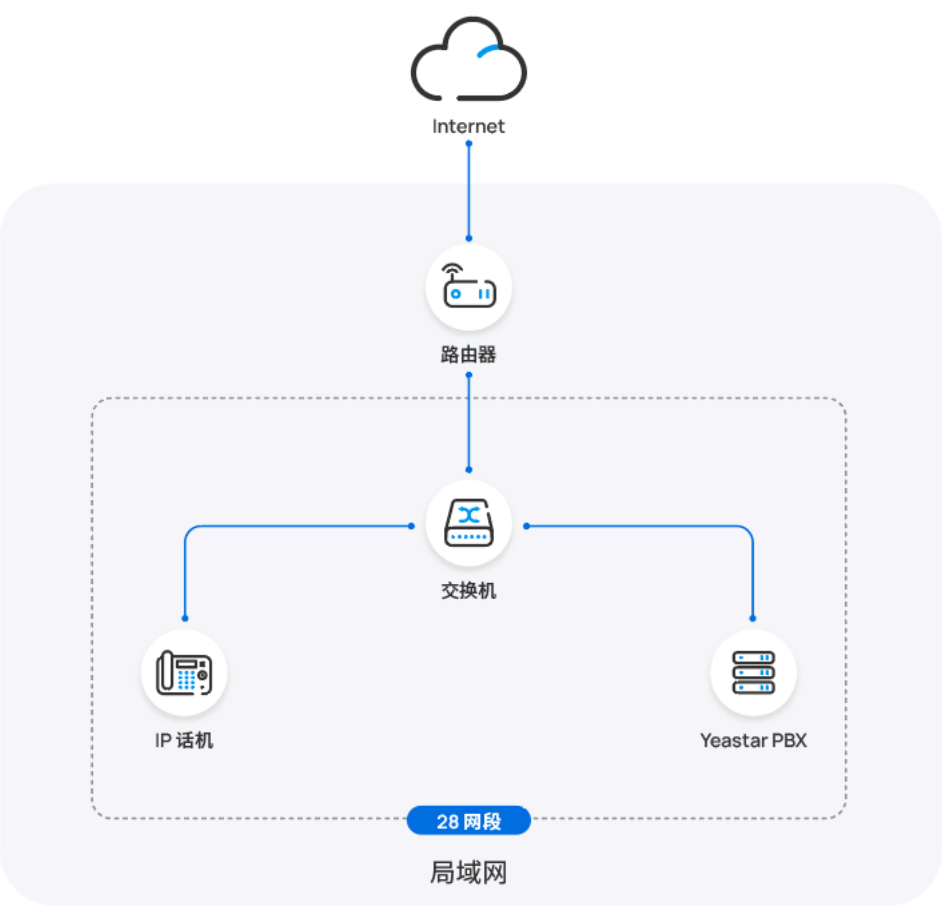 Internet
路由器
交换机
IP 话机
Yeastar PBX
28 网段
局域网